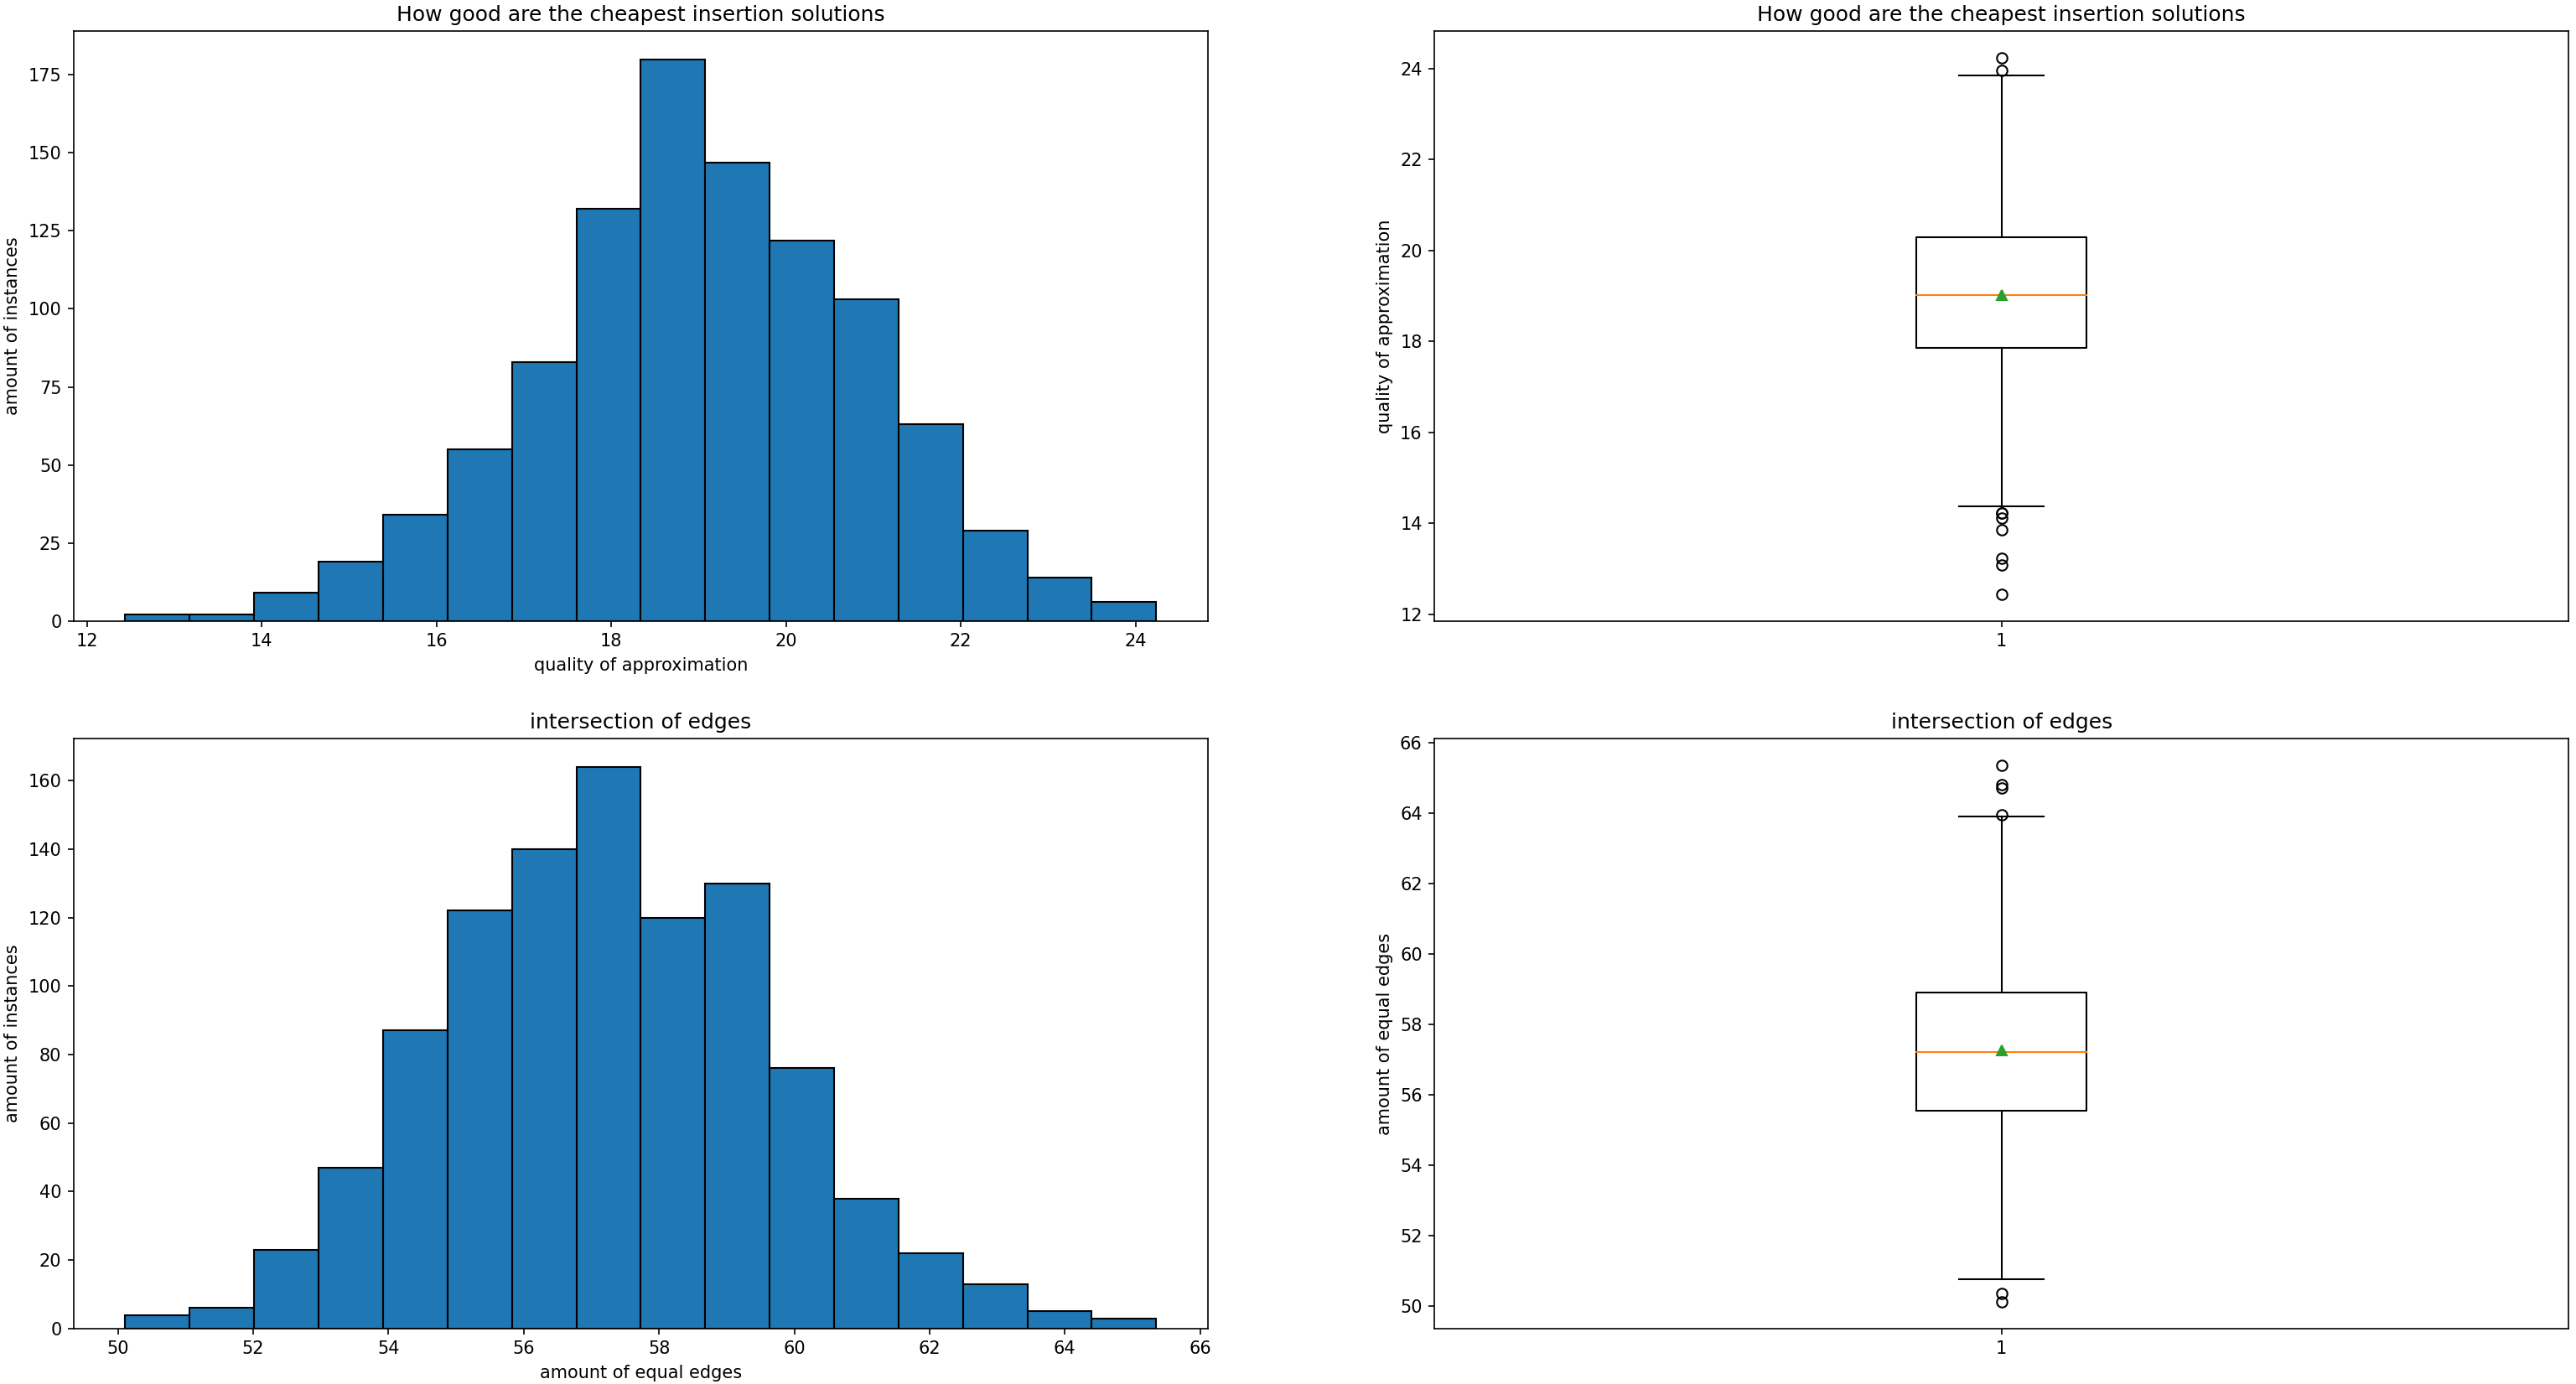 How good are the cheapest insertion solutions
amount of instances
175
150
125
100
75
50
25
0
12 14 16 18 20 22 24
quality of approximation
How good are the cheapest insertion solutions
quality of approximation
24
22
20
18
16
14
12
1
intersection of edges
amount of instances
160
140
120
100
80
60
40
20
0
50 52 54 56 58 60 62 64 66
amount of equal edges
intersection of edges
amount of equal edges
66
64
62
60
58
56
54
52
50
1